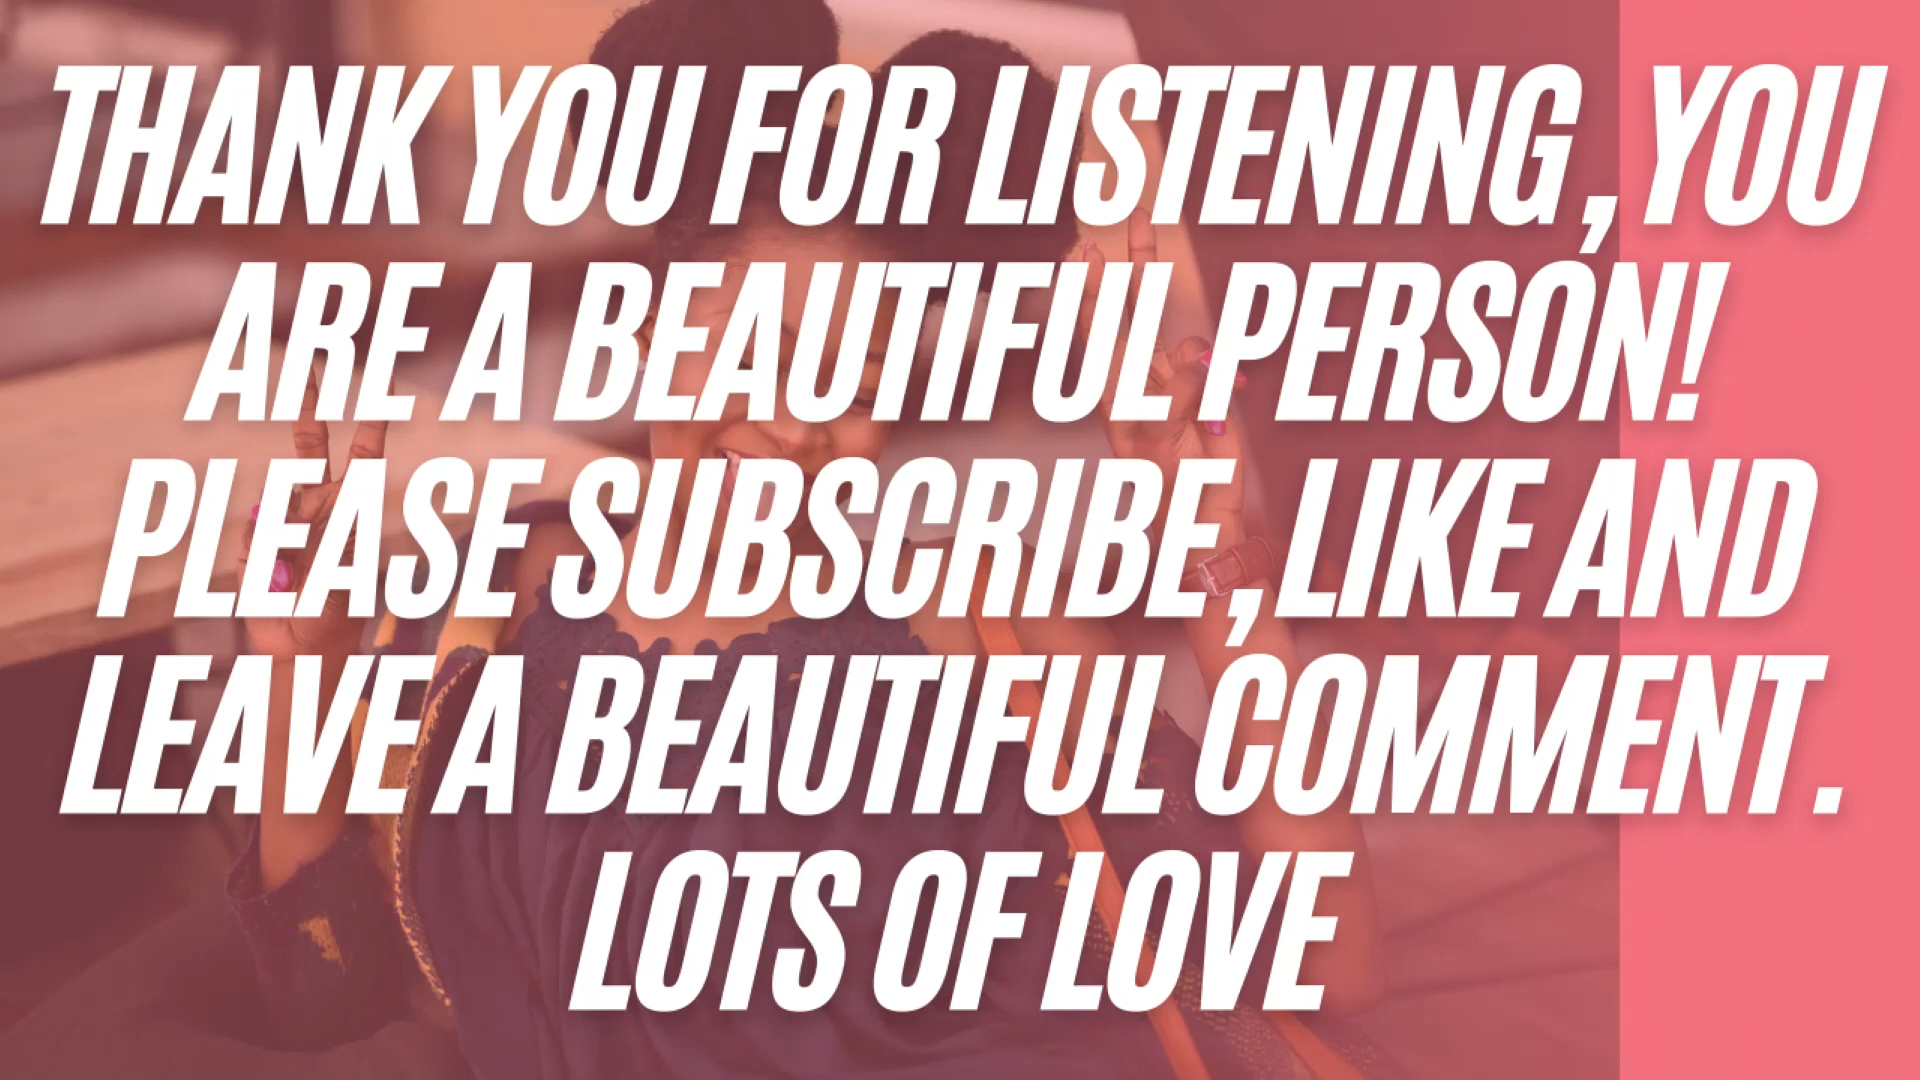 THANK YOU FOR LISTENING , YOU
ARE A BEAUTIFUL PERSON!
PLEASE SUBSCRIBE, LIKE AND
LEAVE A BEAUTIFUL COMMENT .
LOTS OF LOVE